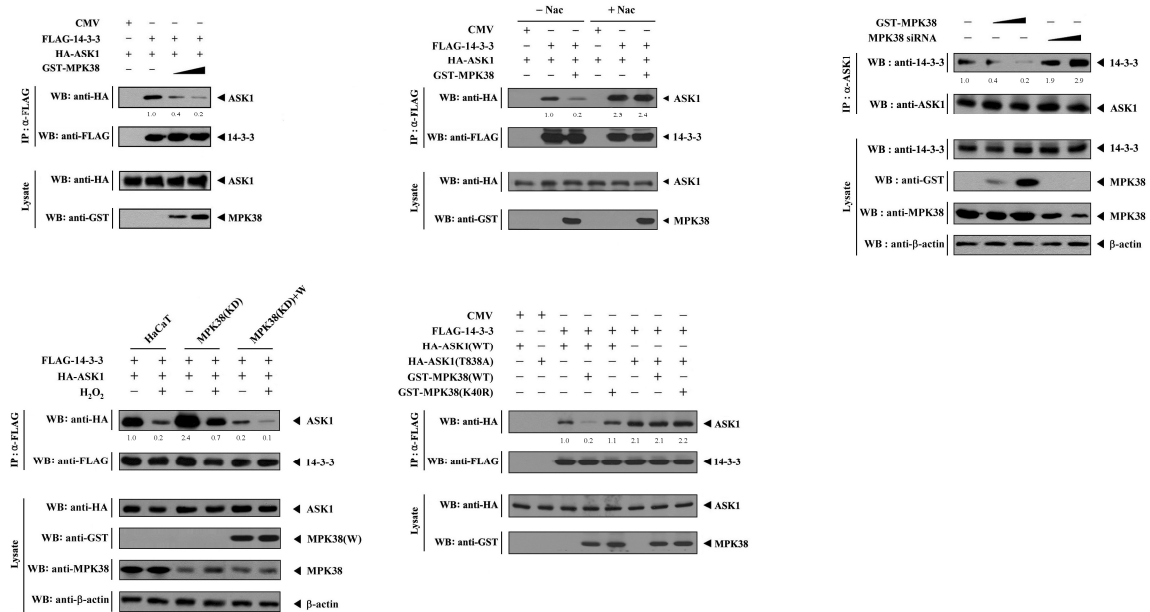 CMV + − − −
FLAG-14-3-3 − + + +
HA-ASK1 + + + +
GST-MPK38
IP : α-FLAG
WB: anti-HA ASK1
1.0 0.4 0.2
WB: anti-FLAG 14-3-3
Lysate
WB: anti-HA ASK1
WB: anti-GST MPK38
− Nac + Nac
CMV + − − + − −
FLAG-14-3-3 − + + − + +
HA-ASK1 + + + + + +
GST-MPK38 − − + − − +
IP : α-FLAG
WB: anti-HA ASK1
1.0 0.2 2.3 2.4
WB: anti-FLAG 14-3-3
Lysate
WB: anti-HA ASK1
WB: anti-GST MPK38
GST-MPK38 − − −
MPK38 siRNA − − −
IP : α-ASK1
WB : anti-14-3-3 14-3-3
1.0 0.4 0.2 1.9 2.9
WB : anti-ASK1 ASK1
Lysate
WB : anti-14-3-3 14-3-3
WB : anti-GST MPK38
WB : anti-MPK38 MPK38
WB : anti-β-actin β-actin
HaCaT MPK38(KD) MPK38(KD)+W
FLAG-14-3-3 + + + + + +
HA-ASK1 + + + + + +
H₂O₂ − + − + − +
IP : α-FLAG
WB: anti-HA ASK1
1.0 0.2 2.4 0.7 0.2 0.1
WB: anti-FLAG 14-3-3
Lysate
WB: anti-HA ASK1
WB: anti-GST MPK38(W)
WB: anti-MPK38 MPK38
WB: anti-β-actin β-actin
CMV + + − − − − − −
FLAG-14-3-3 − − + + + + + +
HA-ASK1(WT) + − + + + − − −
HA-ASK1(T838A) − + − − − + + +
GST-MPK38(WT) − − − + − − + −
GST-MPK38(K40R) − − − − + − − +
IP : α-FLAG
WB: anti-HA ASK1
1.0 0.2 1.1 2.1 2.1 2.2
WB: anti-FLAG 14-3-3
Lysate
WB: anti-HA ASK1
WB: anti-GST MPK38